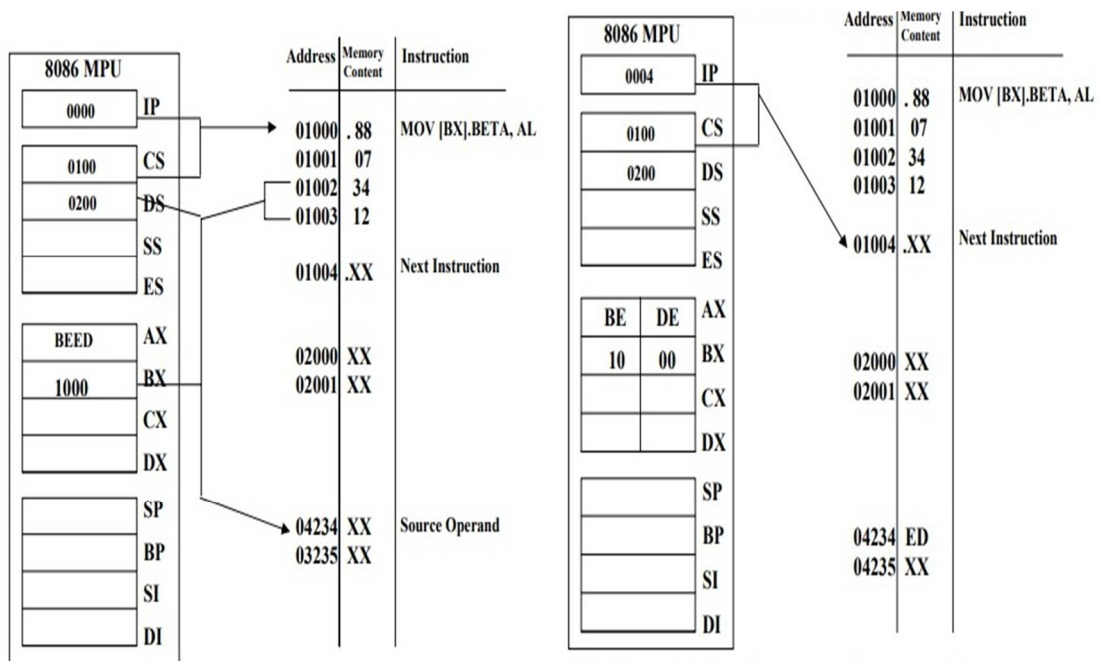 8086 MPU
0000 IP
0100 CS
0200 DS
SS
ES
BEED AX
1000 BX
CX
DX
SP
BP
SI
DI
Address Memory Content Instruction
01000 . 88 MOV [BX].BETA, AL
01001 07
01002 34
01003 12
01004 .XX Next Instruction
02000 XX
02001 XX
04234 XX Source Operand
03235 XX
8086 MPU
0004 IP
0100 CS
0200 DS
SS
ES
BE DE AX
10 00 BX
CX
DX
SP
BP
SI
DI
Address Memory Content Instruction
01000 . 88 MOV [BX].BETA, AL
01001 07
01002 34
01003 12
01004 .XX Next Instruction
02000 XX
02001 XX
04234 ED
04235 XX